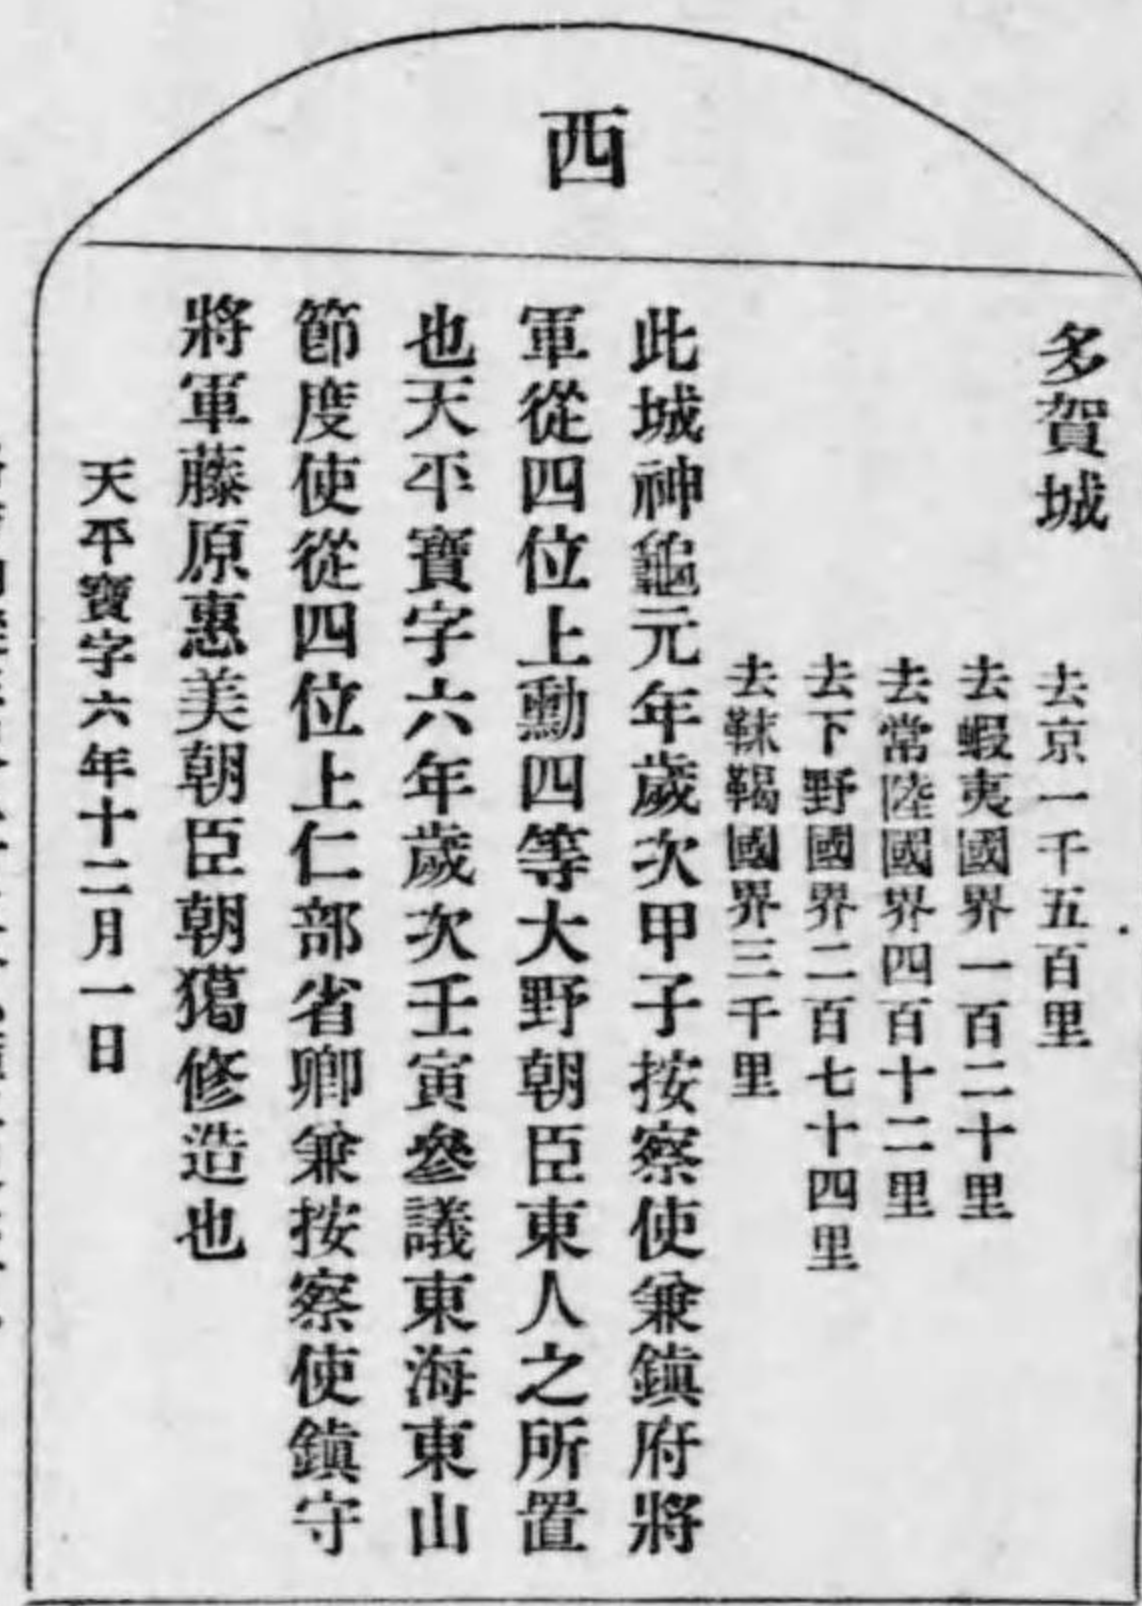 西
多賀城
去京一千五百里
去蝦夷國界一百二十里
去常陸國界四百十二里
去下野國界二百七十四里
去靺鞨國界三千里
此城神龜元年歲次甲子按察使兼鎮府將
軍從四位上勳四等大野朝臣東人之所置
也天平寶字六年歲次壬寅參議東海東山
節度使從四位上仁部省卿兼按察使鎮守
將軍藤原惠美朝臣朝獦修造也
天平寶字六年十二月一日